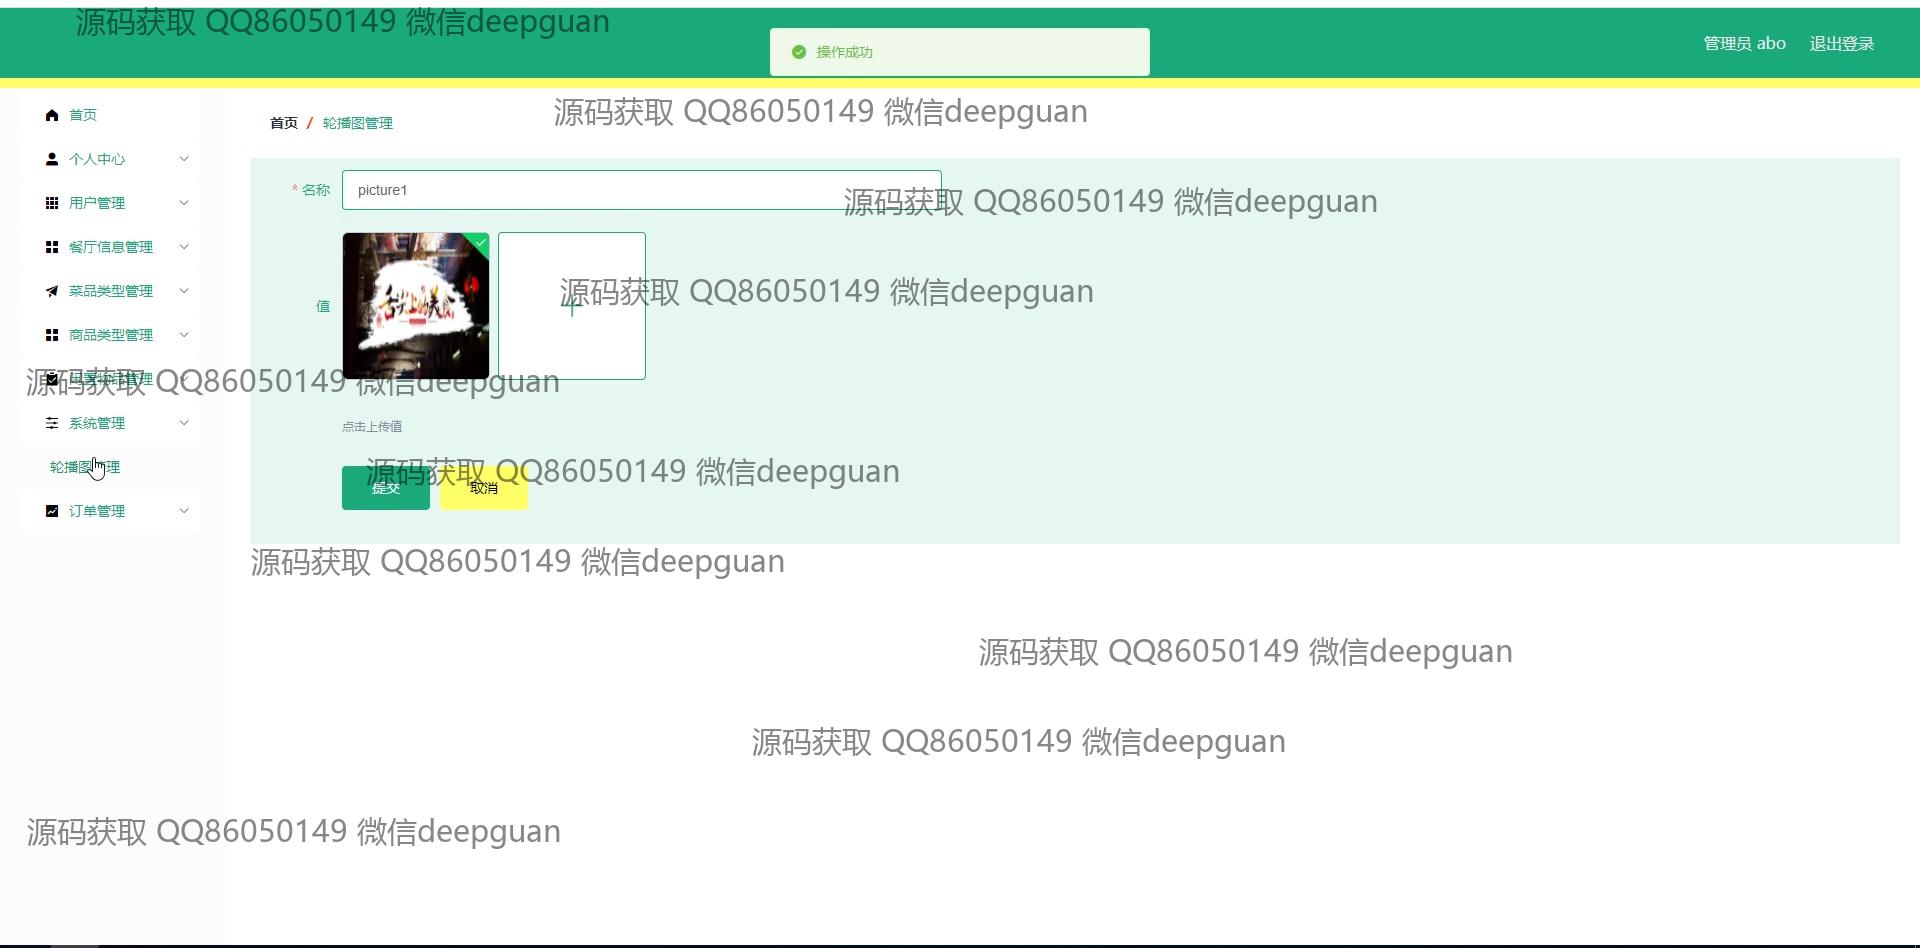 源码获取 QQ86050149 微信deepguan
操作成功
管理员 abo
退出登录
源码获取 QQ86050149 微信deepguan
首页
个人中心
用户管理
餐厅信息管理
菜品类型管理
商品类型管理
系统管理
订单管理
首页 / 轮播图管理
* 名称
picture1
源码获取 QQ86050149 微信deepguan
值
舌尖上的美食
源码获取 QQ86050149 微信deepguan
源码获取 QQ86050149 微信deepguan
点击上传值
源码获取 QQ86050149 微信deepguan
提交
取消
源码获取 QQ86050149 微信deepguan
源码获取 QQ86050149 微信deepguan
源码获取 QQ86050149 微信deepguan
源码获取 QQ86050149 微信deepguan